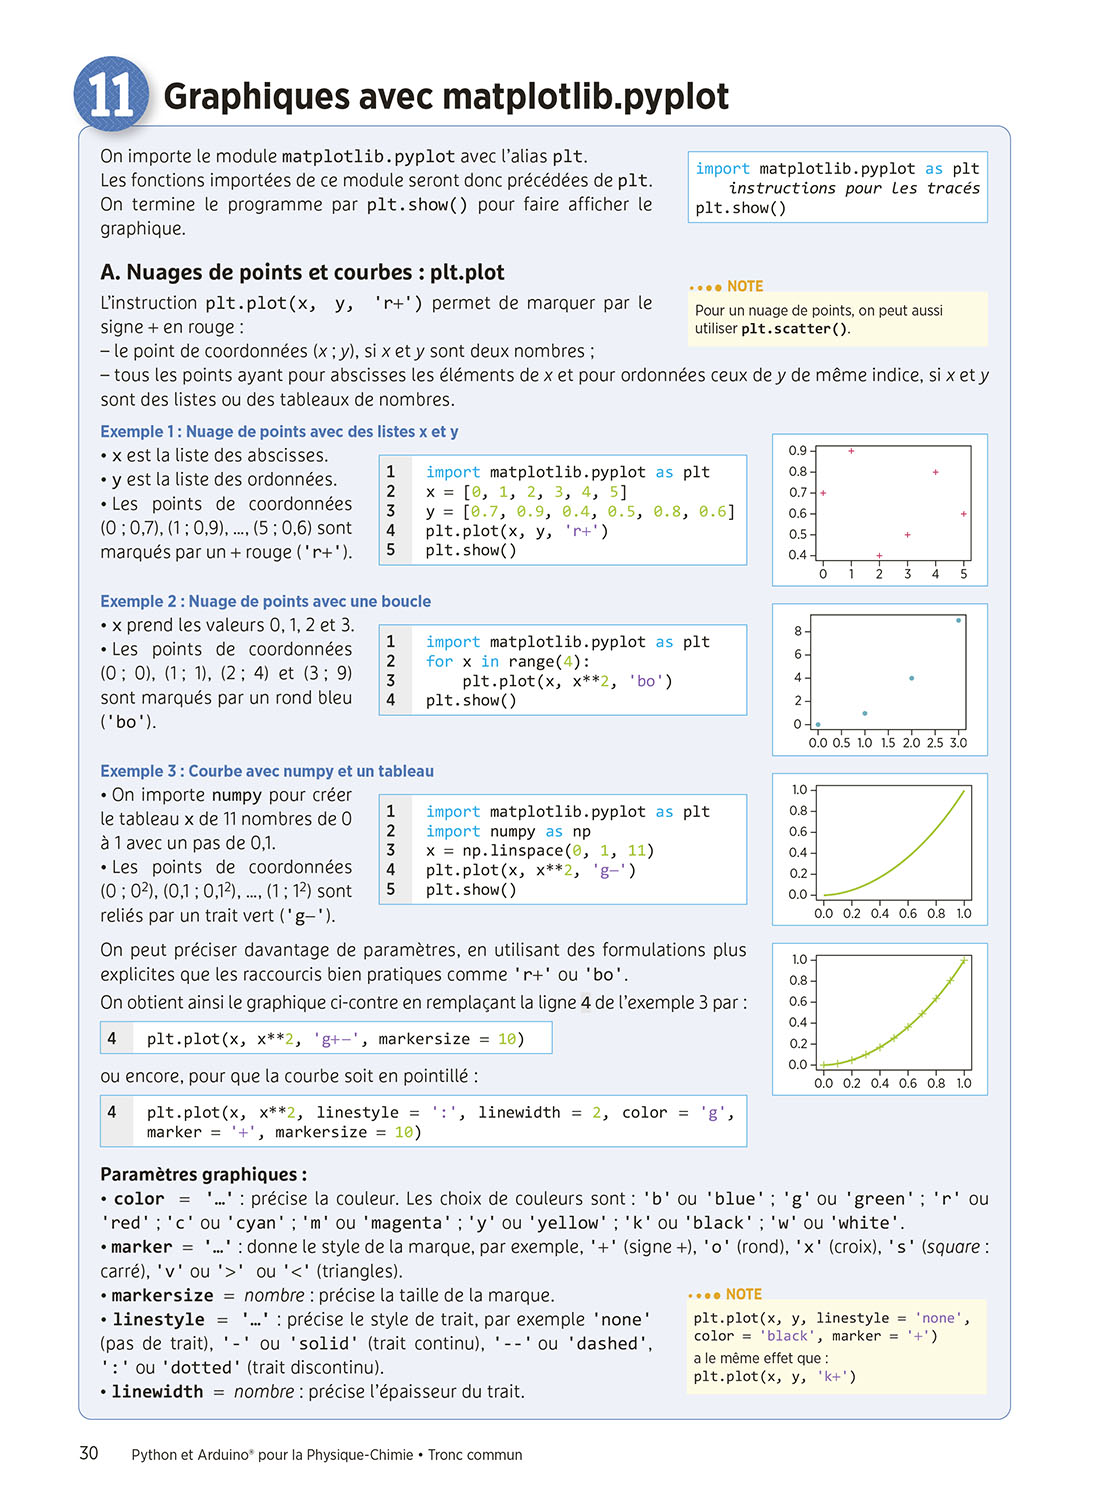 11 Graphiques avec matplotlib.pyplot
On importe le module matplotlib.pyplot avec l'alias plt.
Les fonctions importées de ce module seront donc précédées de plt.
On termine le programme par plt.show() pour faire afficher le
graphique.
import matplotlib.pyplot as plt
instructions pour les tracés
plt.show()
A. Nuages de points et courbes : plt.plot
L'instruction plt.plot(x, y, 'r+') permet de marquer par le
signe + en rouge :
– le point de coordonnées (x ; y), si x et y sont deux nombres ;
– tous les points ayant pour abscisses les éléments de x et pour ordonnées ceux de y de même indice, si x et y
sont des listes ou des tableaux de nombres.
NOTE
Pour un nuage de points, on peut aussi
utiliser plt.scatter().
Exemple 1 : Nuage de points avec des listes x et y
• x est la liste des abscisses.
• y est la liste des ordonnées.
• Les points de coordonnées
(0 ; 0,7), (1 ; 0,9), …, (5 ; 0,6) sont
marqués par un + rouge ('r+').
1 import matplotlib.pyplot as plt
2 x = [0, 1, 2, 3, 4, 5]
3 y = [0.7, 0.9, 0.4, 0.5, 0.8, 0.6]
4 plt.plot(x, y, 'r+')
5 plt.show()
0.9
0.8
0.7
0.6
0.5
0.4
0 1 2 3 4 5
Exemple 2 : Nuage de points avec une boucle
• x prend les valeurs 0, 1, 2 et 3.
• Les points de coordonnées
(0 ; 0), (1 ; 1), (2 ; 4) et (3 ; 9)
sont marqués par un rond bleu
('bo').
1 import matplotlib.pyplot as plt
2 for x in range(4):
3 plt.plot(x, x**2, 'bo')
4 plt.show()
8
6
4
2
0
0.0 0.5 1.0 1.5 2.0 2.5 3.0
Exemple 3 : Courbe avec numpy et un tableau
• On importe numpy pour créer
le tableau x de 11 nombres de 0
à 1 avec un pas de 0,1.
• Les points de coordonnées
(0 ; 0²), (0,1 ; 0,1²), …, (1 ; 1²) sont
reliés par un trait vert ('g–').
1 import matplotlib.pyplot as plt
2 import numpy as np
3 x = np.linspace(0, 1, 11)
4 plt.plot(x, x**2, 'g–')
5 plt.show()
1.0
0.8
0.6
0.4
0.2
0.0
0.0 0.2 0.4 0.6 0.8 1.0
On peut préciser davantage de paramètres, en utilisant des formulations plus
explicites que les raccourcis bien pratiques comme 'r+' ou 'bo'.
On obtient ainsi le graphique ci-contre en remplaçant la ligne 4 de l'exemple 3 par :
4 plt.plot(x, x**2, 'g+–', markersize = 10)
ou encore, pour que la courbe soit en pointillé :
4 plt.plot(x, x**2, linestyle = ':', linewidth = 2, color = 'g',
marker = '+', markersize = 10)
1.0
0.8
0.6
0.4
0.2
0.0
0.0 0.2 0.4 0.6 0.8 1.0
Paramètres graphiques :
• color = '…' : précise la couleur. Les choix de couleurs sont : 'b' ou 'blue' ; 'g' ou 'green' ; 'r' ou
'red' ; 'c' ou 'cyan' ; 'm' ou 'magenta' ; 'y' ou 'yellow' ; 'k' ou 'black' ; 'w' ou 'white'.
• marker = '…' : donne le style de la marque, par exemple, '+' (signe +), 'o' (rond), 'x' (croix), 's' (square :
carré), 'v' ou '>' ou '<' (triangles).
• markersize = nombre : précise la taille de la marque.
• linestyle = '…' : précise le style de trait, par exemple 'none'
(pas de trait), '-' ou 'solid' (trait continu), '--' ou 'dashed',
':' ou 'dotted' (trait discontinu).
• linewidth = nombre : précise l'épaisseur du trait.
NOTE
plt.plot(x, y, linestyle = 'none',
color = 'black', marker = '+')
a le même effet que :
plt.plot(x, y, 'k+')
30 Python et Arduino® pour la Physique-Chimie • Tronc commun